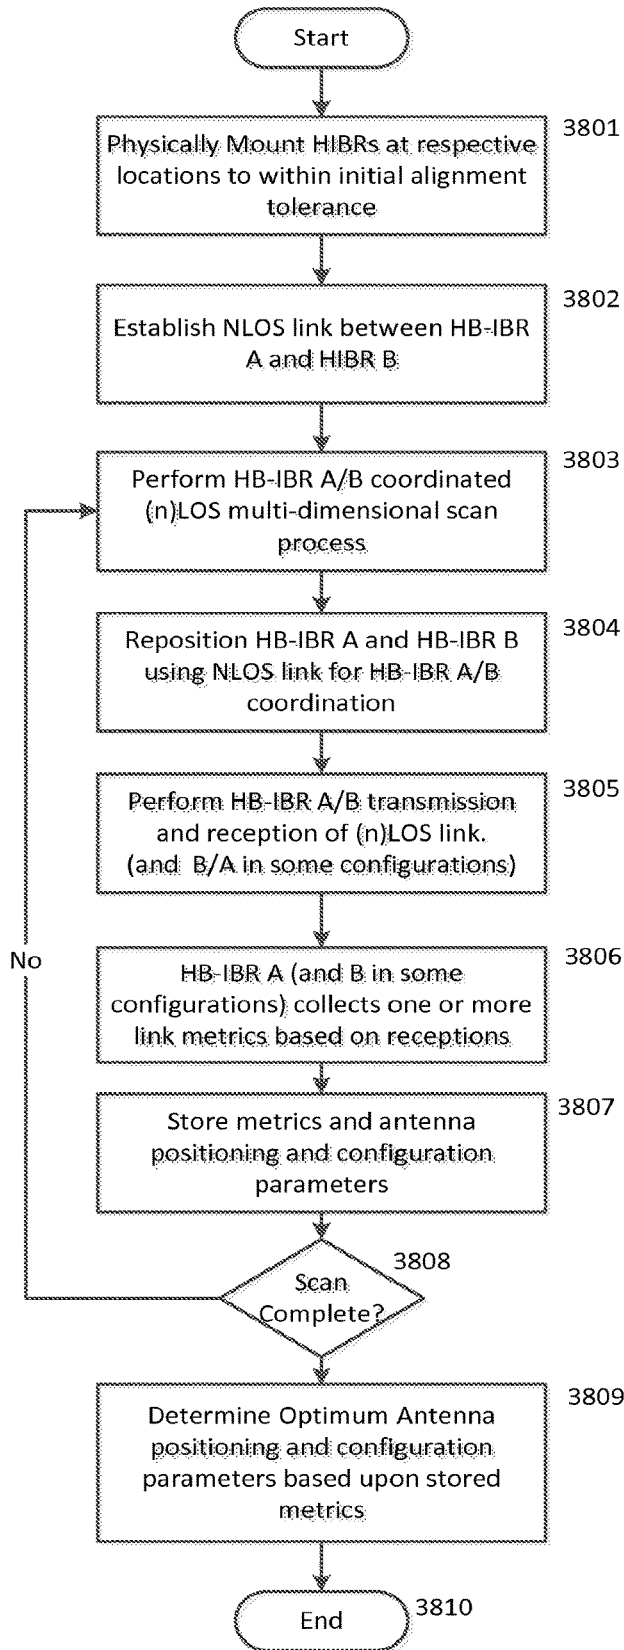 Start
3801
Physically Mount HIBRs at respective
locations to within initial alignment
tolerance
3802
Establish NLOS link between HB-IBR
A and HIBR B
3803
Perform HB-IBR A/B coordinated
(n)LOS multi-dimensional scan
process
3804
Reposition HB-IBR A and HB-IBR B
using NLOS link for HB-IBR A/B
coordination
3805
Perform HB-IBR A/B transmission
and reception of (n)LOS link.
(and B/A in some configurations)
No
3806
HB-IBR A (and B in some
configurations) collects one or more
link metrics based on receptions
3807
Store metrics and antenna
positioning and configuration
parameters
3808
Scan
Complete?
3809
Determine Optimum Antenna
positioning and configuration
parameters based upon stored
metrics
End
3810